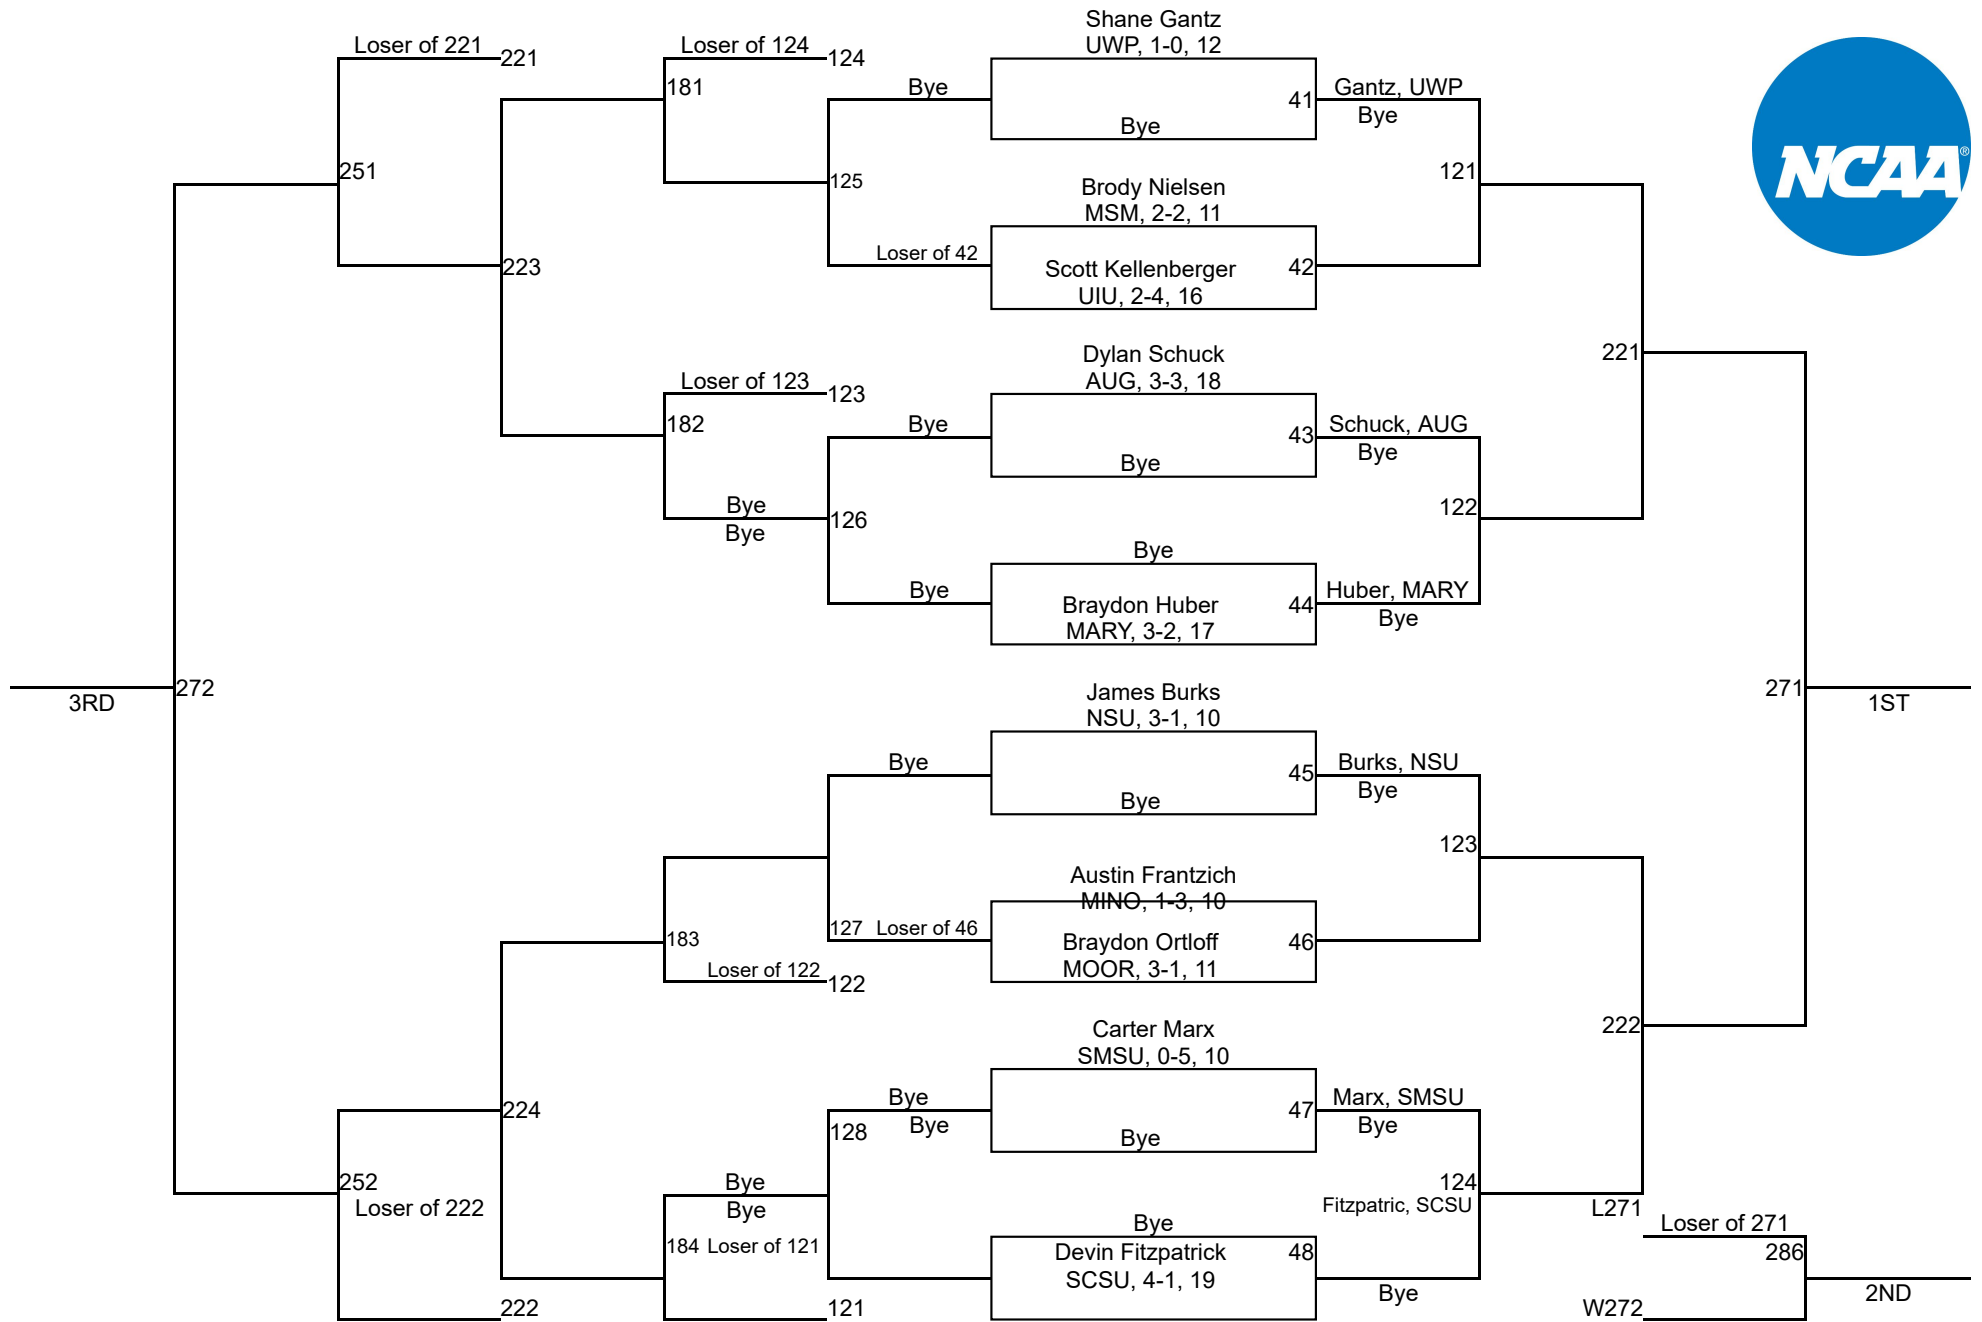 Shane Gantz
Loser of 221
Loser of 124
UWP, 1-0, 12
221
124
181
Bye
41
Gantz, UWP
Bye
Bye
NCAA®
251
125
121
Brody Nielsen
MSM, 2-2, 11
Loser of 42
223
Scott Kellenberger
42
UIU, 2-4, 16
Dylan Schuck
221
Loser of 123
AUG, 3-3, 18
123
182
Bye
43
Schuck, AUG
Bye
Bye
Bye
122
Bye
126
Bye
Bye
Huber, MARY
Braydon Huber
44
Bye
MARY, 3-2, 17
3RD
272
James Burks
271
1ST
NSU, 3-1, 10
Bye
45
Burks, NSU
Bye
Bye
123
Austin Frantzich
MINO, 1-3, 10
183
127
Loser of 46
Braydon Ortloff
46
Loser of 122
MOOR, 3-1, 11
122
Carter Marx
222
SMSU, 0-5, 10
224
Bye
47
Marx, SMSU
Bye
128
Bye
Bye
252
Bye
124
Loser of 222
Bye
Fitzpatric, SCSU
L271
Bye
Loser of 271
184
Loser of 121
Devin Fitzpatrick
48
286
SCSU, 4-1, 19
Bye
2ND
222
121
W272